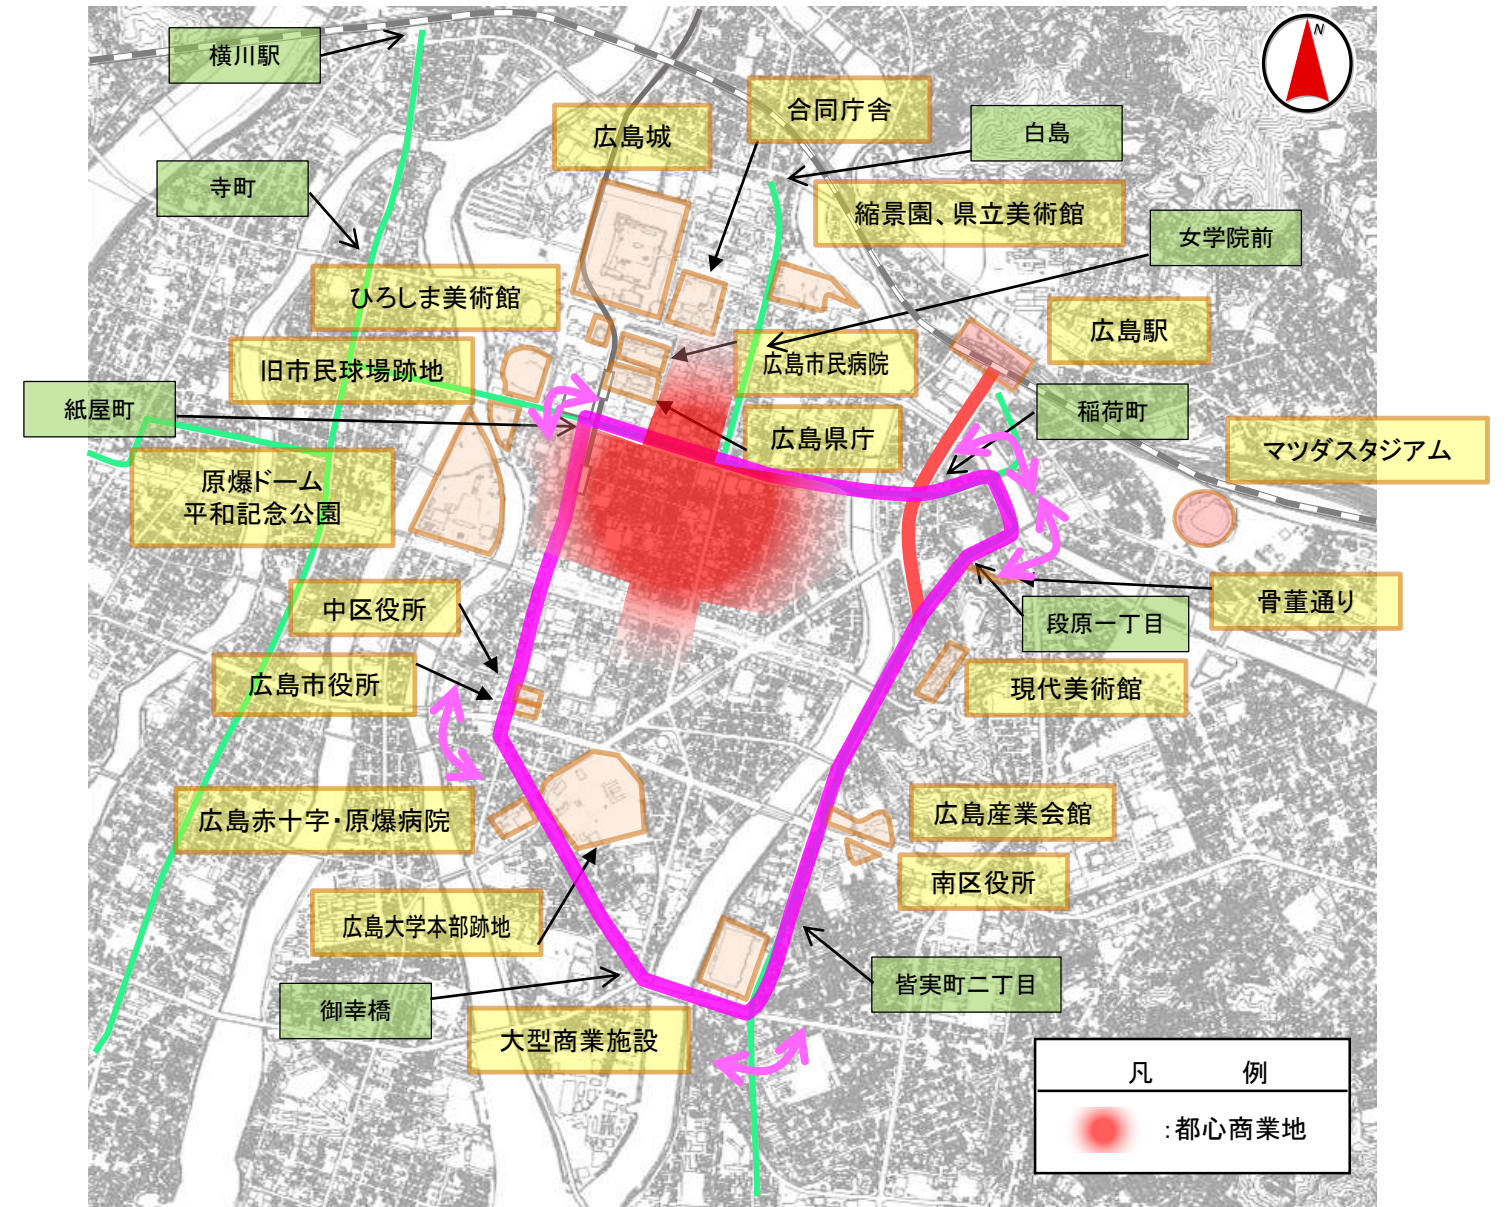 横川駅
N
合同庁舎
広島城
白島
寺町
縮景園、県立美術館
女学院前
ひろしま美術館
広島駅
旧市民球場跡地
広島市民病院
紙屋町
稲荷町
広島県庁
マツダスタジアム
原爆ドーム
平和記念公園
中区役所
骨董通り
段原一丁目
広島市役所
現代美術館
広島赤十字・原爆病院
広島産業会館
南区役所
広島大学本部跡地
皆実町二丁目
御幸橋
大型商業施設
凡 例
:都心商業地